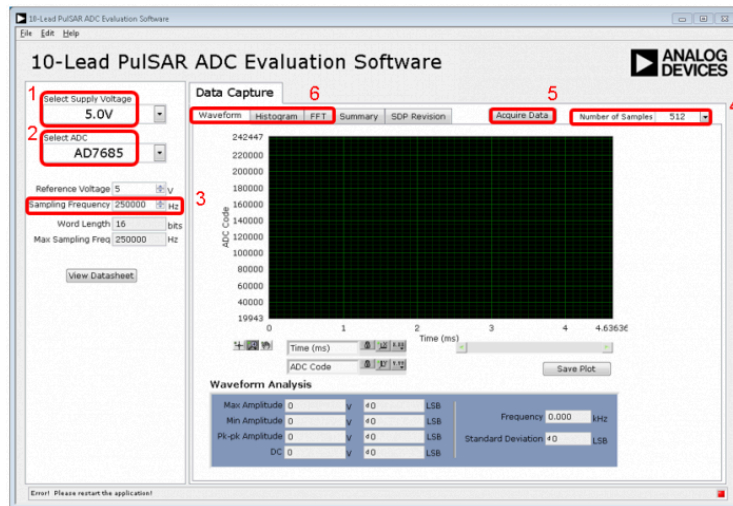 10-Lead PulSAR ADC Evaluation Software
File Edit Help
10-Lead PulSAR ADC Evaluation Software
ANALOG
DEVICES
1
Select Supply Voltage
5.0V
2
Select ADC
AD7685
Reference Voltage 5 V
Sampling Frequency 250000 Hz
3
Word Length 16 bits
Max Sampling Freq 250000 Hz
View Datasheet
Data Capture
6
5
4
Waveform Histogram FFT Summary SDP Revision Acquire Data Number of Samples 512
242447
220000
200000
180000
160000
140000
120000
100000
80000
60000
40000
19943
ADC Code
0 1 2 3 4 4.6363
Time (ms)
Time (ms)
ADC Code
Save Plot
Waveform Analysis
Max Amplitude 0 V 0 LSB
Min Amplitude 0 V 0 LSB
Pk-pk Amplitude 0 V 0 LSB
DC 0 V 0 LSB
Frequency 0.000 kHz
Standard Deviation 0 LSB
Error! Please restart the application!